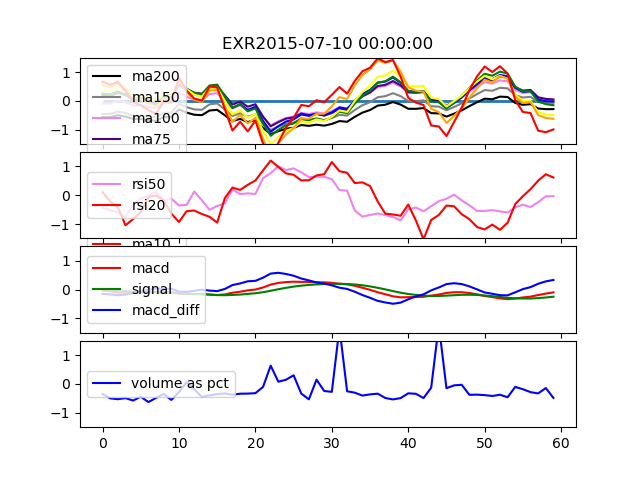 EXR2015-07-10 00:00:00
1
0
−1
ma200
ma150
ma100
ma75
1
0
−1
rsi50
rsi20
ma10
1
0
−1
macd
signal
macd_diff
1
0
−1
volume as pct
0 10 20 30 40 50 60